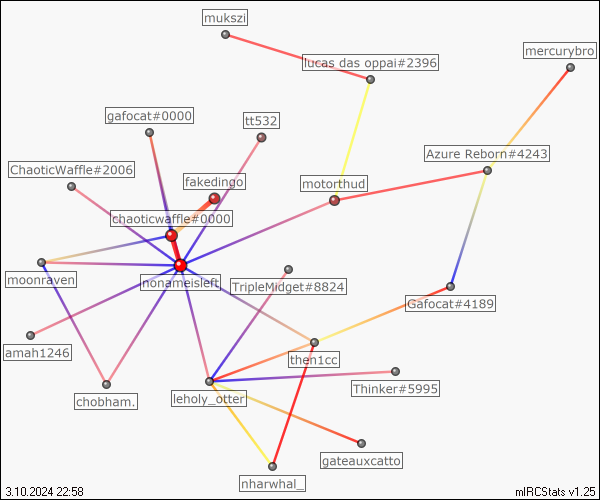 mukszi
mercurybro
lucas das oppai#2396
gafocat#0000
tt532
Azure Reborn#4243
ChaoticWaffle#2006
fakedingo
motorthud
chaoticwaffle#0000
moonraven
nonameisleft
TripleMidget#8824
Gafocat#4189
amah1246
then1cc
chobham.
leholy_otter
Thinker#5995
gateauxcatto
nharwhal_
3.10.2024 22:58
mIRCStats v1.25